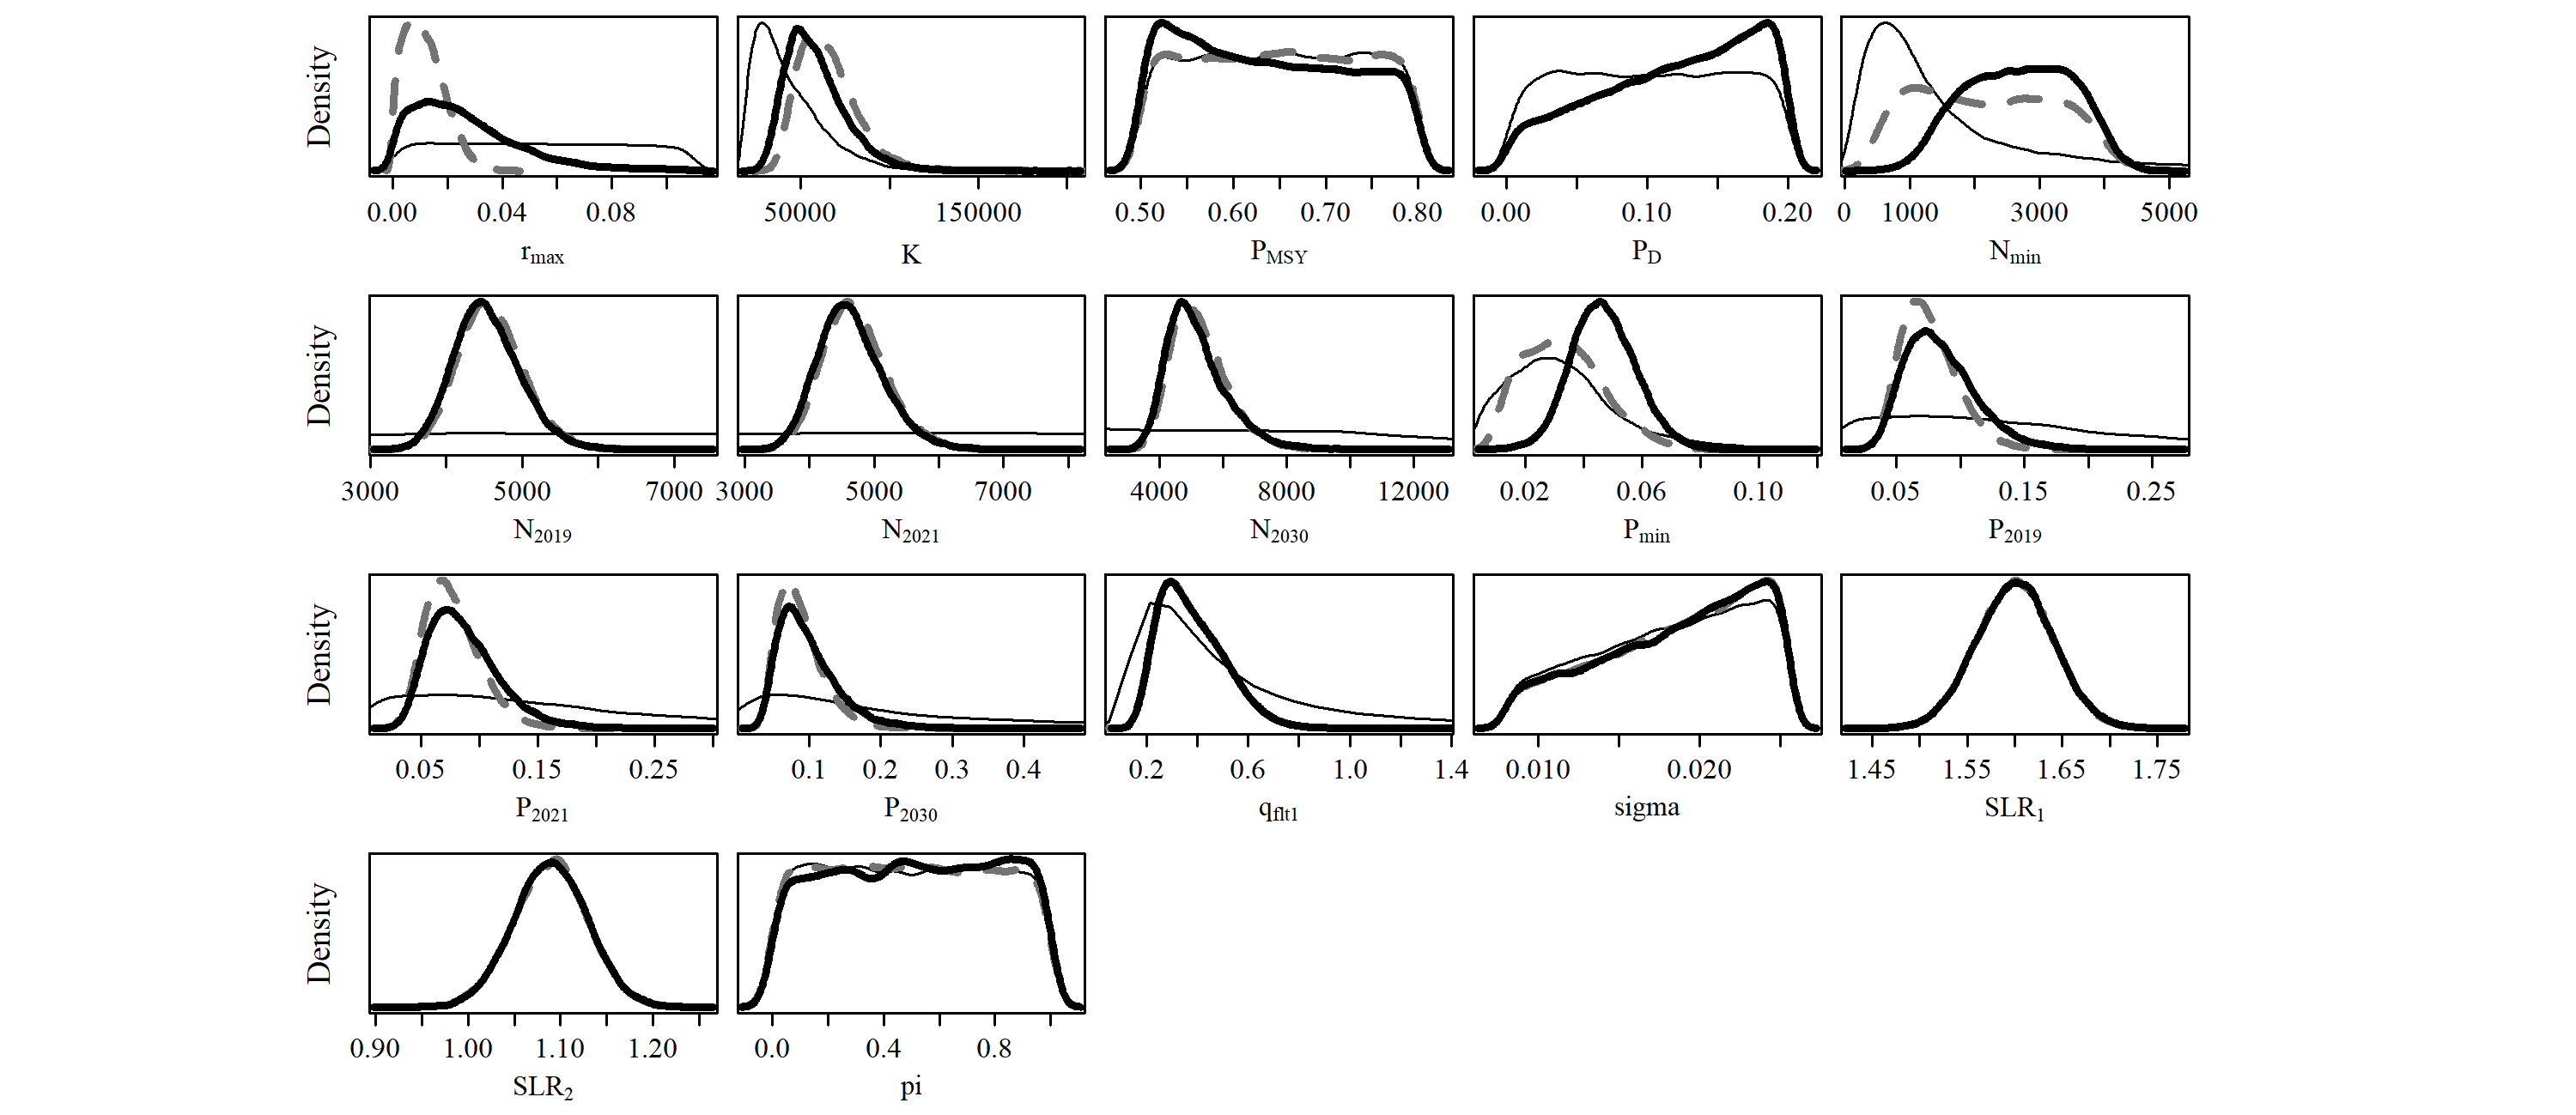 Density
0.00 0.04 0.08 50000 150000 0.50 0.60 0.70 0.80 0.00 0.10 0.20 0 1000 3000 5000
rmax K PMSY PD Nmin
Density
3000 5000 7000 3000 5000 7000 4000 8000 12000 0.02 0.06 0.10 0.05 0.15 0.25
N2019 N2021 N2030 Pmin P2019
Density
0.05 0.15 0.25 0.1 0.2 0.3 0.4 0.2 0.6 1.0 1.4 0.010 0.020 1.45 1.55 1.65 1.75
P2021 P2030 qflt1 sigma SLR1
Density
0.90 1.00 1.10 1.20 0.0 0.4 0.8
SLR2 pi